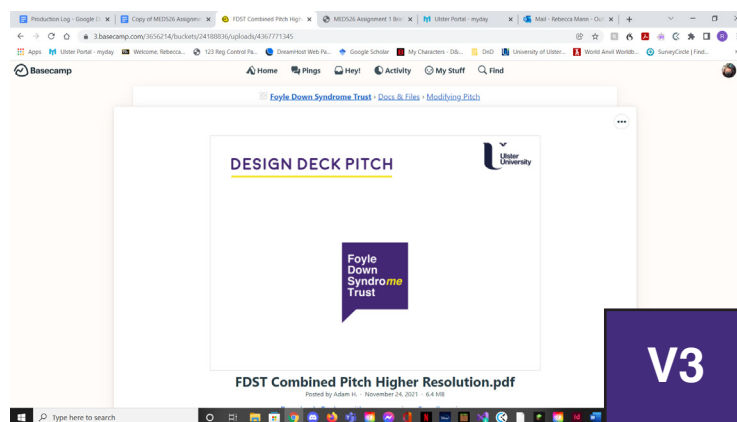 Production Log - Google D
Copy of MED526 Assignme
FDST Combined Pitch High
MED526 Assignment 1 Brie
Ulster Portal - myday
Mail - Rebecca Mann - Out
3.basecamp.com/3656214/buckets/24188836/uploads/4367771345
Apps
Ulster Portal - myday
Welcome, Rebecca...
123 Reg Control Pa...
DreamHost Web Pa...
Google Scholar
My Characters - D&...
DnD
University of Ulster...
World Anvil Worldb...
SurveyCircle | Find...
Basecamp
Home
Pings
Hey!
Activity
My Stuff
Find
Foyle Down Syndrome Trust › Docs & Files › Modifying Pitch
DESIGN DECK PITCH
Ulster
University
Foyle
Down
Syndrome
Trust
V3
FDST Combined Pitch Higher Resolution.pdf
Posted by Adam H. · November 24, 2021 · 6.4 MB
Type here to search